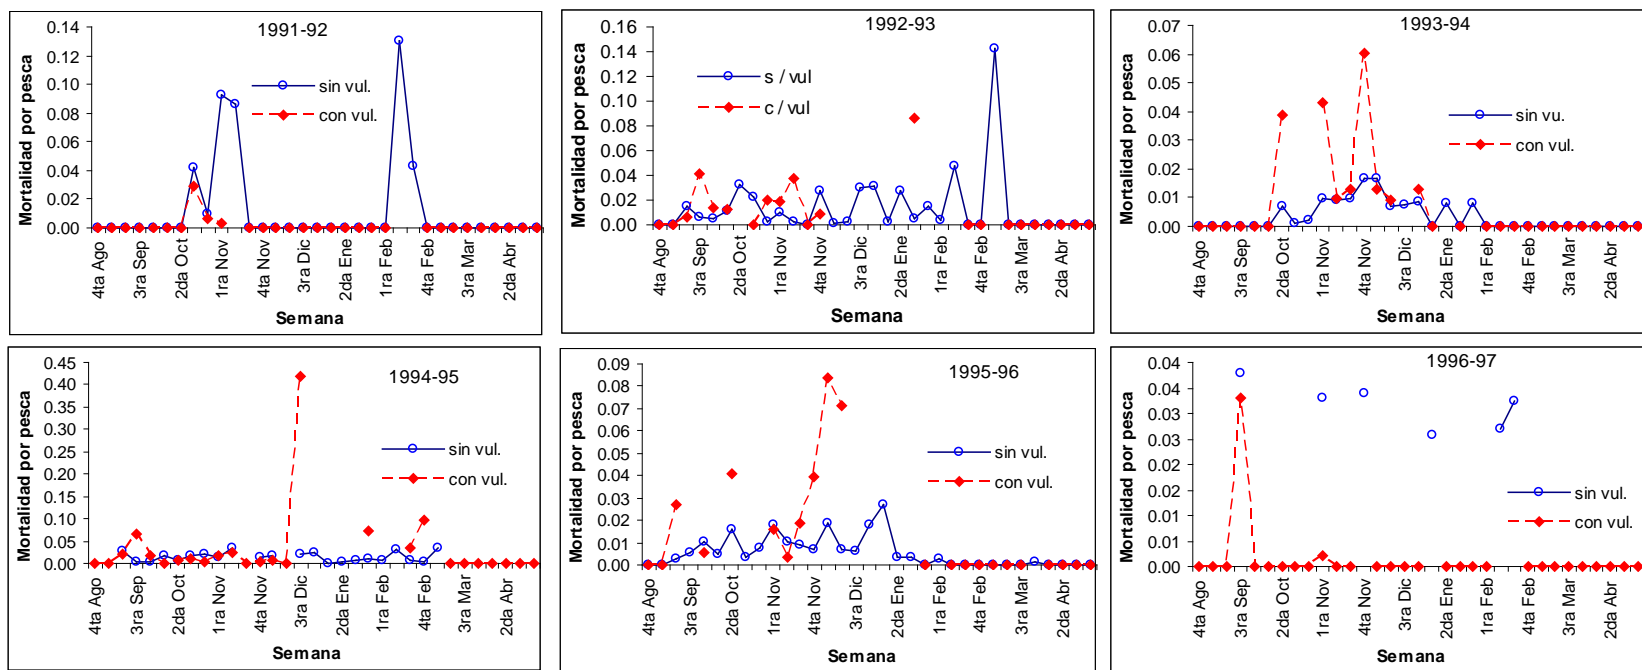 1991-92
Mortalidad por pesca
0.14
0.12
0.10
0.08
0.06
0.04
0.02
0.00
sin vul.
con vul.
4ta Ago
3ra Sep
2da Oct
1ra Nov
4ta Nov
3ra Dic
2da Ene
1ra Feb
4ta Feb
3ra Mar
2da Abr
Semana
1992-93
Mortalidad por pesca
0.16
0.14
0.12
0.10
0.08
0.06
0.04
0.02
0.00
s / vul
c / vul
4ta Ago
3ra Sep
2da Oct
1ra Nov
4ta Nov
3ra Dic
2da Ene
1ra Feb
4ta Feb
3ra Mar
2da Abr
Semana
1993-94
Mortalidad por pesca
0.07
0.06
0.05
0.04
0.03
0.02
0.01
0.00
sin vu.
con vul.
4ta Ago
3ra Sep
2da Oct
1ra Nov
4ta Nov
3ra Dic
2da Ene
1ra Feb
4ta Feb
3ra Mar
2da Abr
Semana
1994-95
Mortalidad por pesca
0.45
0.40
0.35
0.30
0.25
0.20
0.15
0.10
0.05
0.00
sin vul.
con vul.
4ta Ago
3ra Sep
2da Oct
1ra Nov
4ta Nov
3ra Dic
2da Ene
1ra Feb
4ta Feb
3ra Mar
2da Abr
Semana
1995-96
Mortalidad por pesca
0.09
0.08
0.07
0.06
0.05
0.04
0.03
0.02
0.01
0.00
sin vul.
con vul.
4ta Ago
3ra Sep
2da Oct
1ra Nov
4ta Nov
3ra Dic
2da Ene
1ra Feb
4ta Feb
3ra Mar
2da Abr
Semana
1996-97
Mortalidad por pesca
0.04
0.04
0.03
0.03
0.02
0.02
0.01
0.01
0.00
sin vul.
con vul.
4ta Ago
3ra Sep
1ra Nov
4ta Nov
2da Ene
1ra Feb
4ta Feb
3ra Mar
2da Abr
Semana